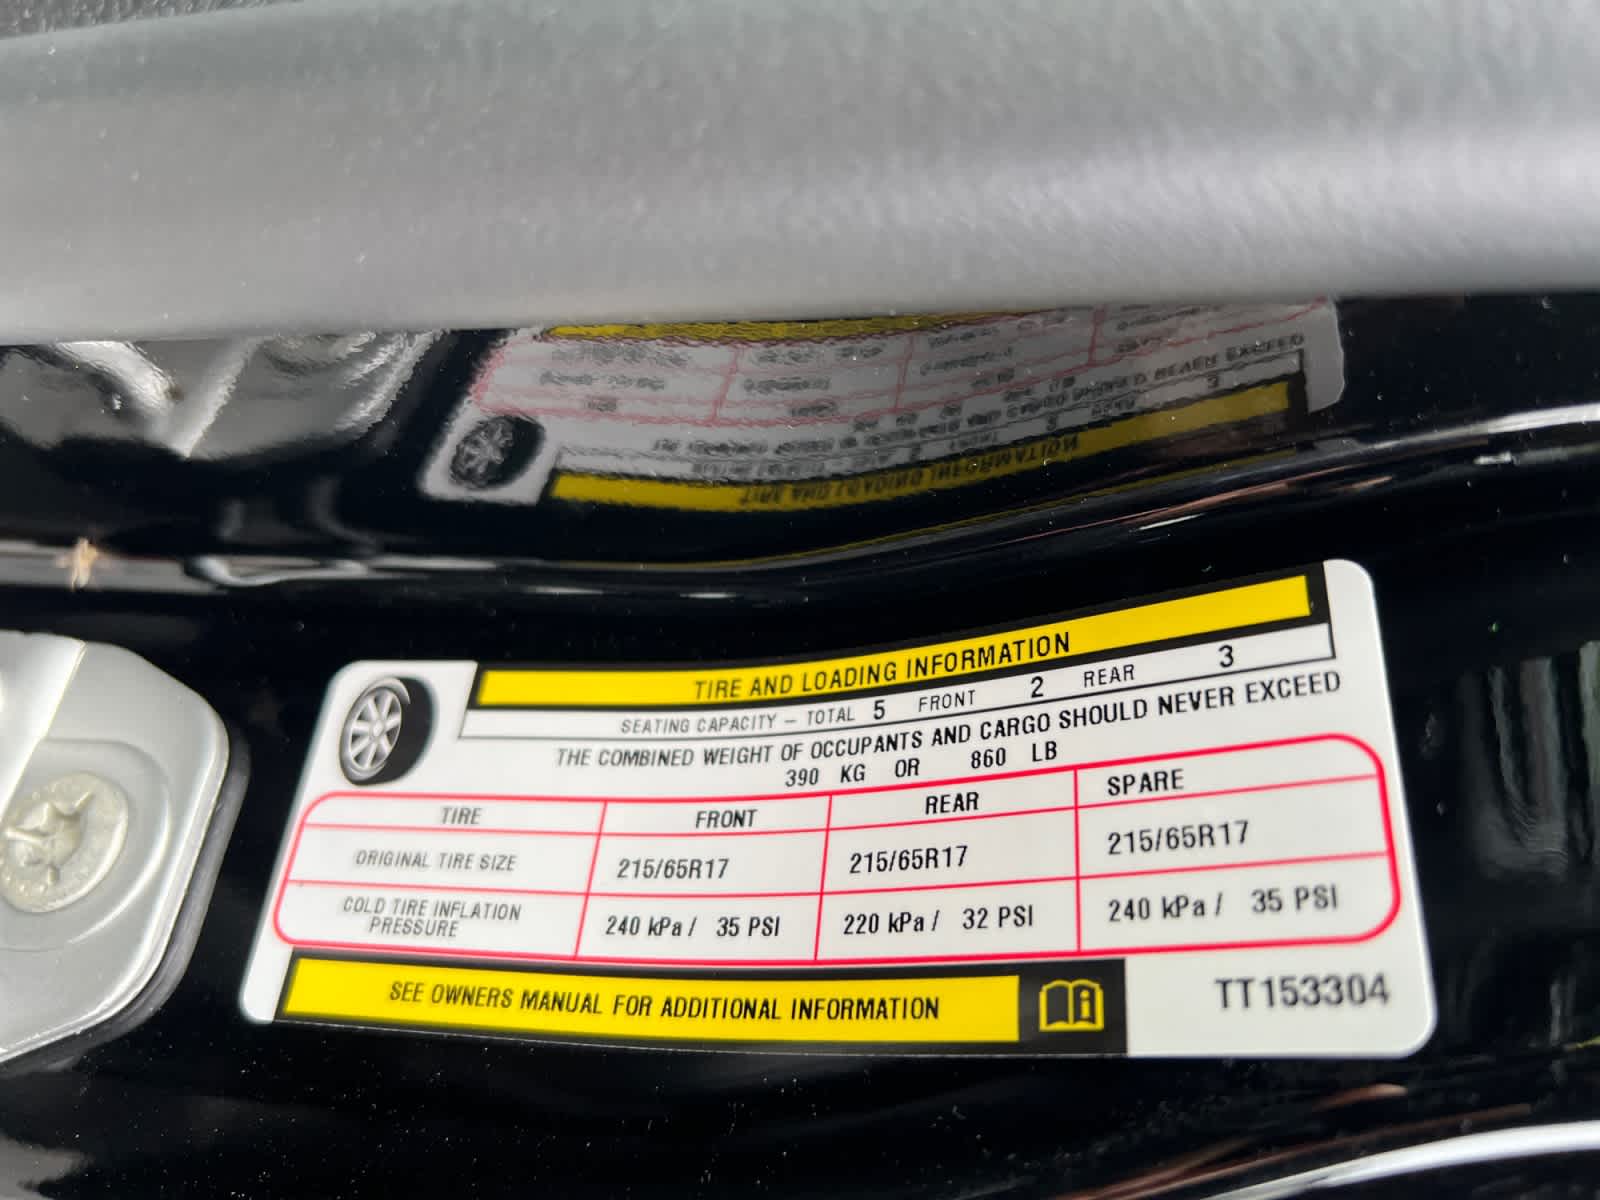 TIRE AND LOADING INFORMATION
SEATING CAPACITY – TOTAL 5 FRONT 2 REAR 3
THE COMBINED WEIGHT OF OCCUPANTS AND CARGO SHOULD NEVER EXCEED
390 KG OR 860 LB
TIRE FRONT REAR SPARE
ORIGINAL TIRE SIZE 215/65R17 215/65R17 215/65R17
COLD TIRE INFLATION PRESSURE 240 kPa / 35 PSI 220 kPa / 32 PSI 240 kPa / 35 PSI
SEE OWNERS MANUAL FOR ADDITIONAL INFORMATION
TT153304